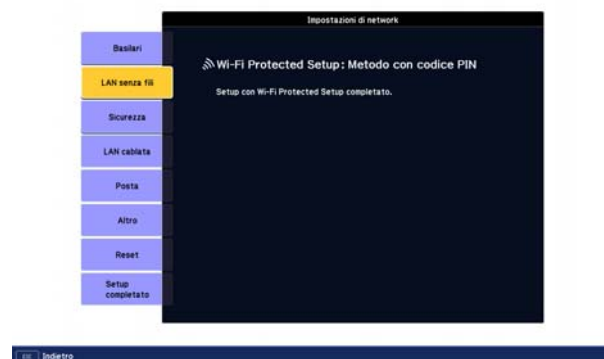 Impostazioni di network
Basilari
LAN senza fili
Sicurezza
LAN cablata
Posta
Altro
Reset
Setup
completato
Wi-Fi Protected Setup: Metodo con codice PIN
Setup con Wi-Fi Protected Setup completato.
Esc Indietro